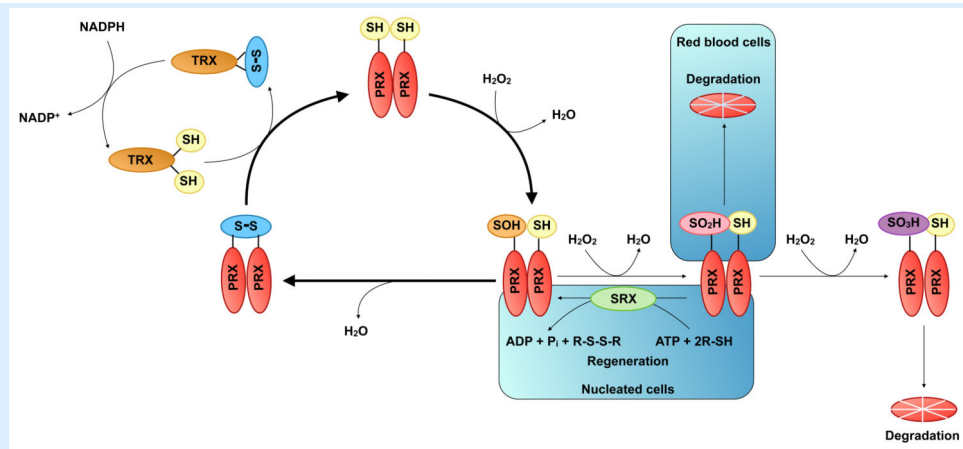 NADPH
TRX
S-S
NADP⁺
TRX
SH
SH
SH SH
PRX PRX
H₂O₂
H₂O
Red blood cells
Degradation
S-S
PRX PRX
H₂O
SOH SH
PRX PRX
H₂O₂
H₂O
SO₂H SH
PRX PRX
H₂O₂
H₂O
SO₃H SH
PRX PRX
SRX
ADP + Pᵢ + R-S-S-R
ATP + 2R-SH
Regeneration
Nucleated cells
Degradation